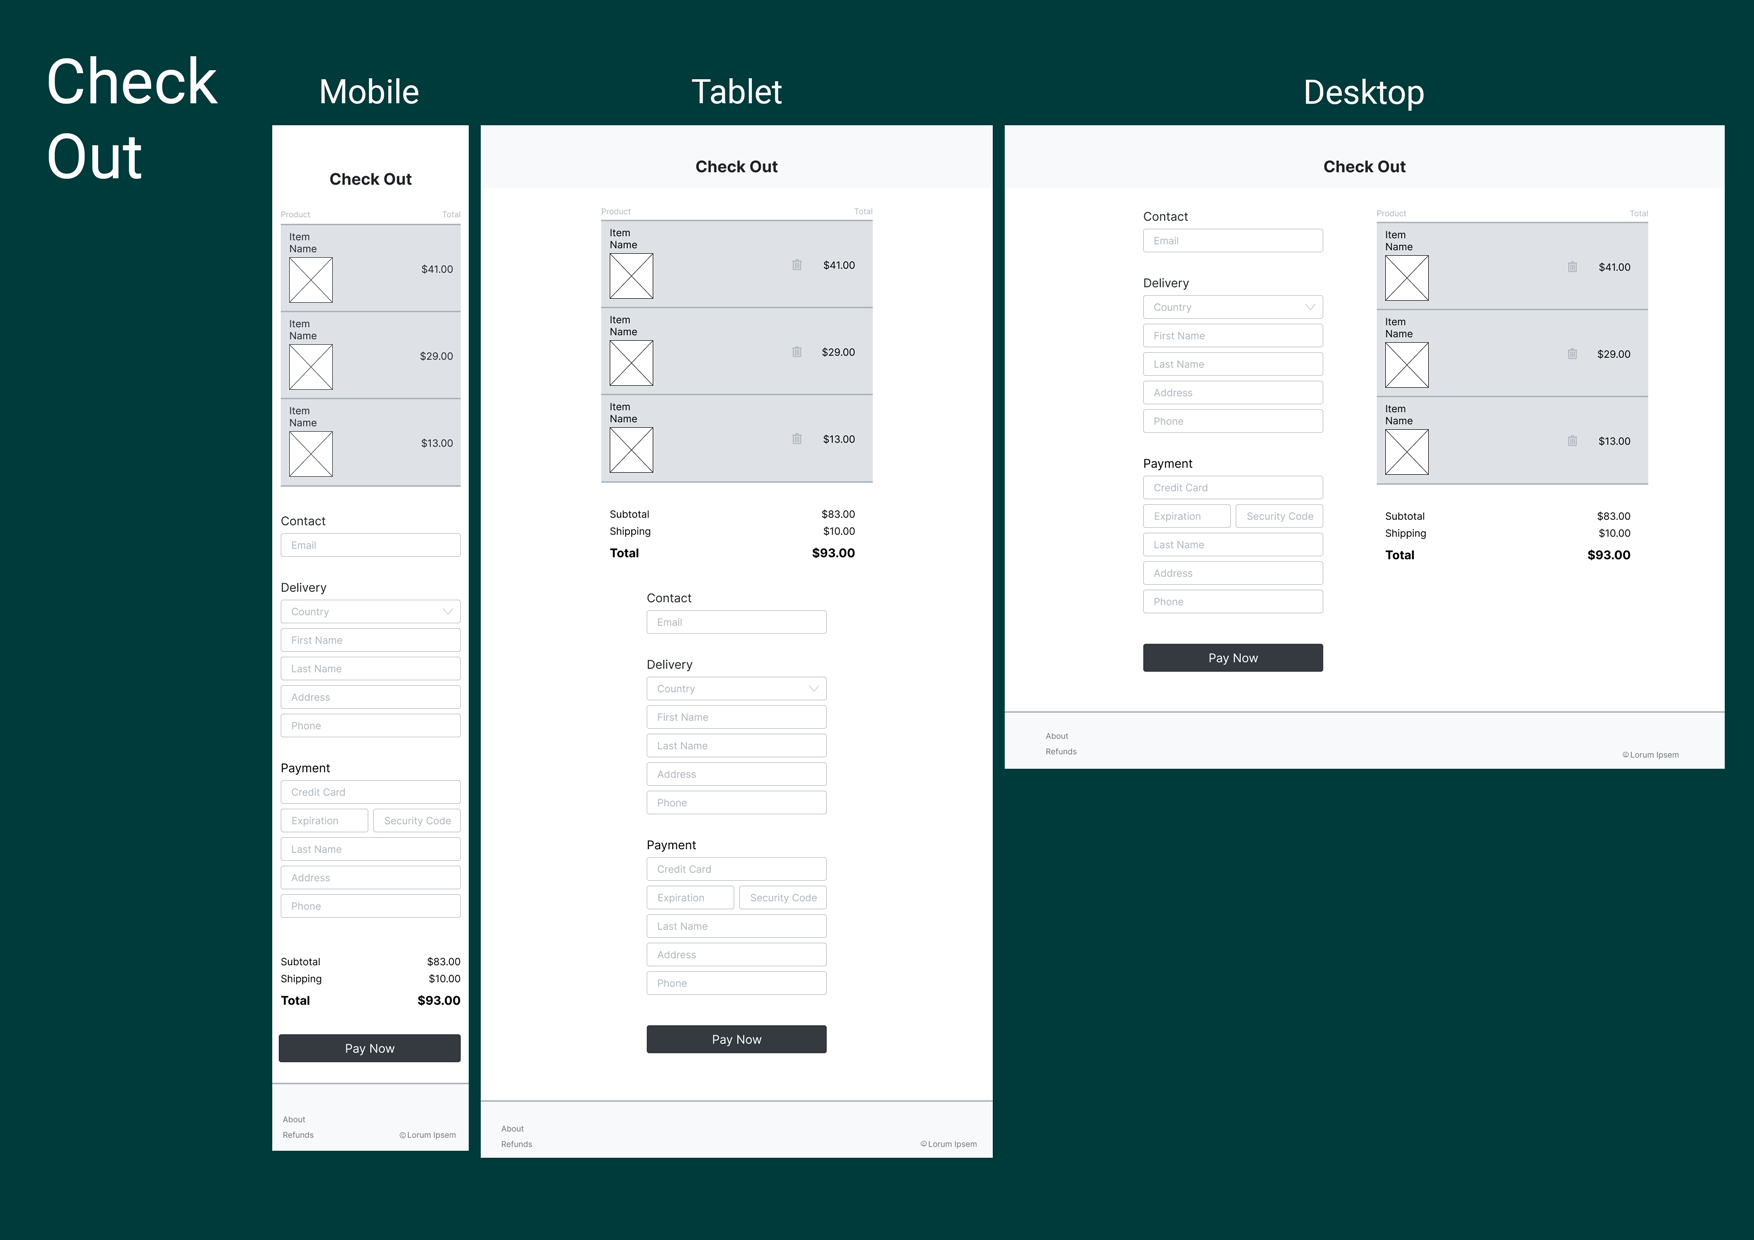 Check
Out
Mobile
Check Out
Product Total
Item
Name
$41.00
Item
Name
$29.00
Item
Name
$13.00
Contact
Email
Delivery
Country
First Name
Last Name
Address
Phone
Payment
Credit Card
Expiration Security Code
Last Name
Address
Phone
Subtotal $83.00
Shipping $10.00
Total $93.00
Pay Now
About
Refunds ©Lorum Ipsem
Tablet
Check Out
Product Total
Item
Name
$41.00
Item
Name
$29.00
Item
Name
$13.00
Subtotal $83.00
Shipping $10.00
Total $93.00
Contact
Email
Delivery
Country
First Name
Last Name
Address
Phone
Payment
Credit Card
Expiration Security Code
Last Name
Address
Phone
Pay Now
About
Refunds ©Lorum Ipsem
Desktop
Check Out
Contact
Email
Delivery
Country
First Name
Last Name
Address
Phone
Payment
Credit Card
Expiration Security Code
Last Name
Address
Phone
Pay Now
Product Total
Item
Name
$41.00
Item
Name
$29.00
Item
Name
$13.00
Subtotal $83.00
Shipping $10.00
Total $93.00
About
Refunds
©Lorum Ipsem